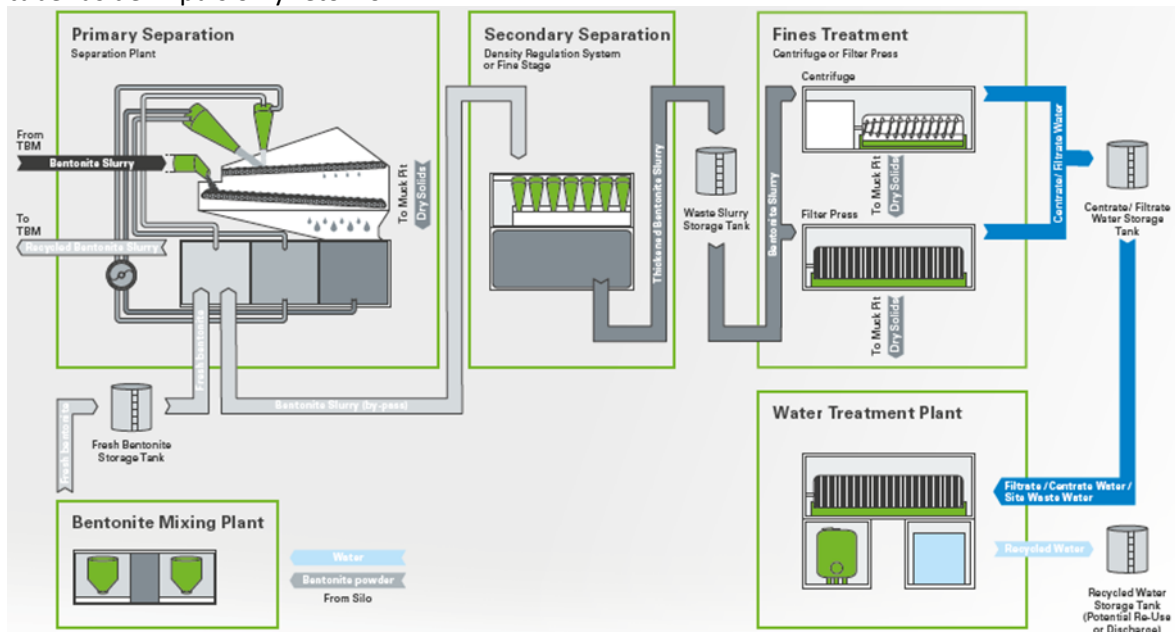 Primary Separation
Separation Plant
From
TBM
Bentonite Slurry
To
TBM
Recycled Bentonite Slurry
To Muck Pit
Dry Solids
Fresh bentonite
Bentonite Slurry (by-pass)
Fresh bentonite
Fresh Bentonite
Storage Tank
Secondary Separation
Density Regulation System
or Fine Stage
Thickened Bentonite Slurry
Waste Slurry
Storage Tank
Bentonite Slurry
Fines Treatment
Centrifuge or Filter Press
Centrifuge
To Muck Pit
Dry Solids
Filter Press
To Muck Pit
Dry Solids
Centrate/ Filtrate Water
Centrate/ Filtrate
Water Storage
Tank
Water Treatment Plant
Filtrate /Centrate Water /
Site Waste Water
Recycled Water
Recycled Water
Storage Tank
(Potential Re-Use
or Discharge)
Bentonite Mixing Plant
Water
Bentonite powder
From Silo